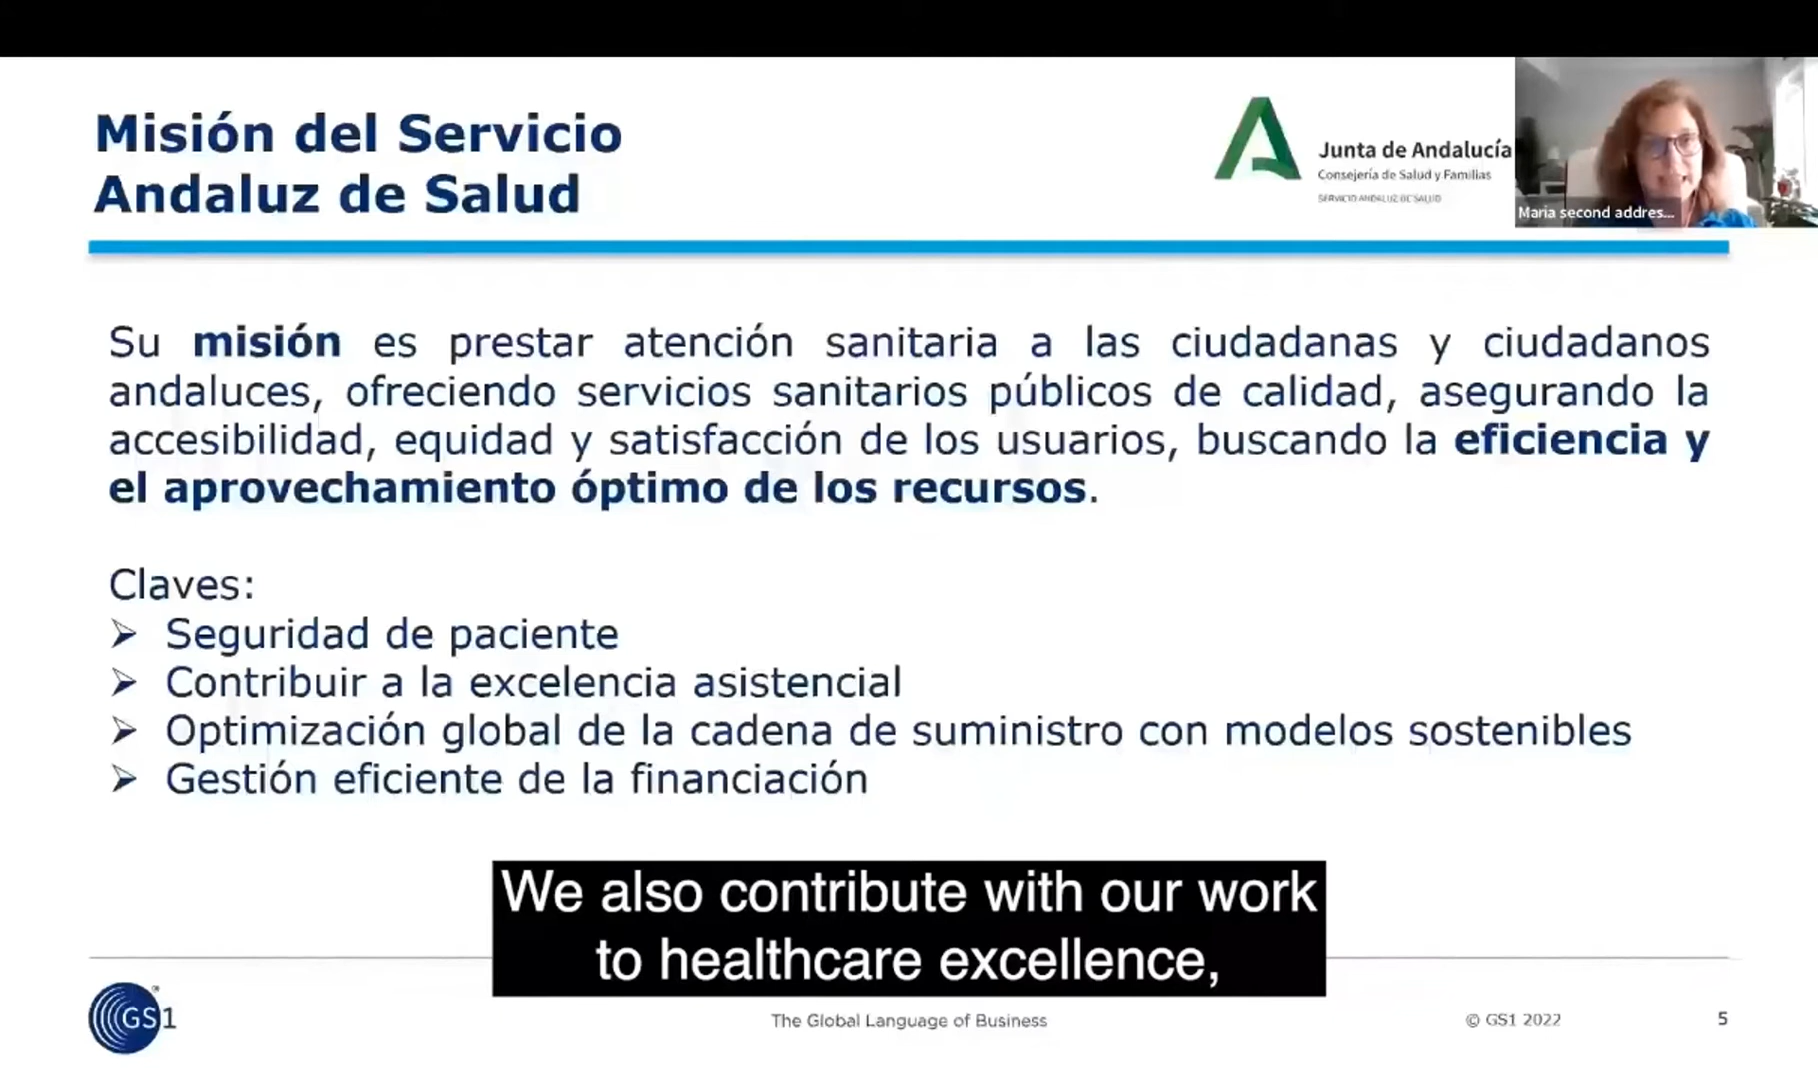 Misión del Servicio
Andaluz de Salud
Junta de Andalucía
Consejería de Salud y Familias
SERVICIO ANDALUZ DE SALUD
Maria second addres...
Su misión es prestar atención sanitaria a las ciudadanas y ciudadanos
andaluces, ofreciendo servicios sanitarios públicos de calidad, asegurando la
accesibilidad, equidad y satisfacción de los usuarios, buscando la eficiencia y
el aprovechamiento óptimo de los recursos.
Claves:
➢ Seguridad de paciente
➢ Contribuir a la excelencia asistencial
➢ Optimización global de la cadena de suministro con modelos sostenibles
➢ Gestión eficiente de la financiación
We also contribute with our work
to healthcare excellence,
GS1
®
The Global Language of Business
© GS1 2022
5